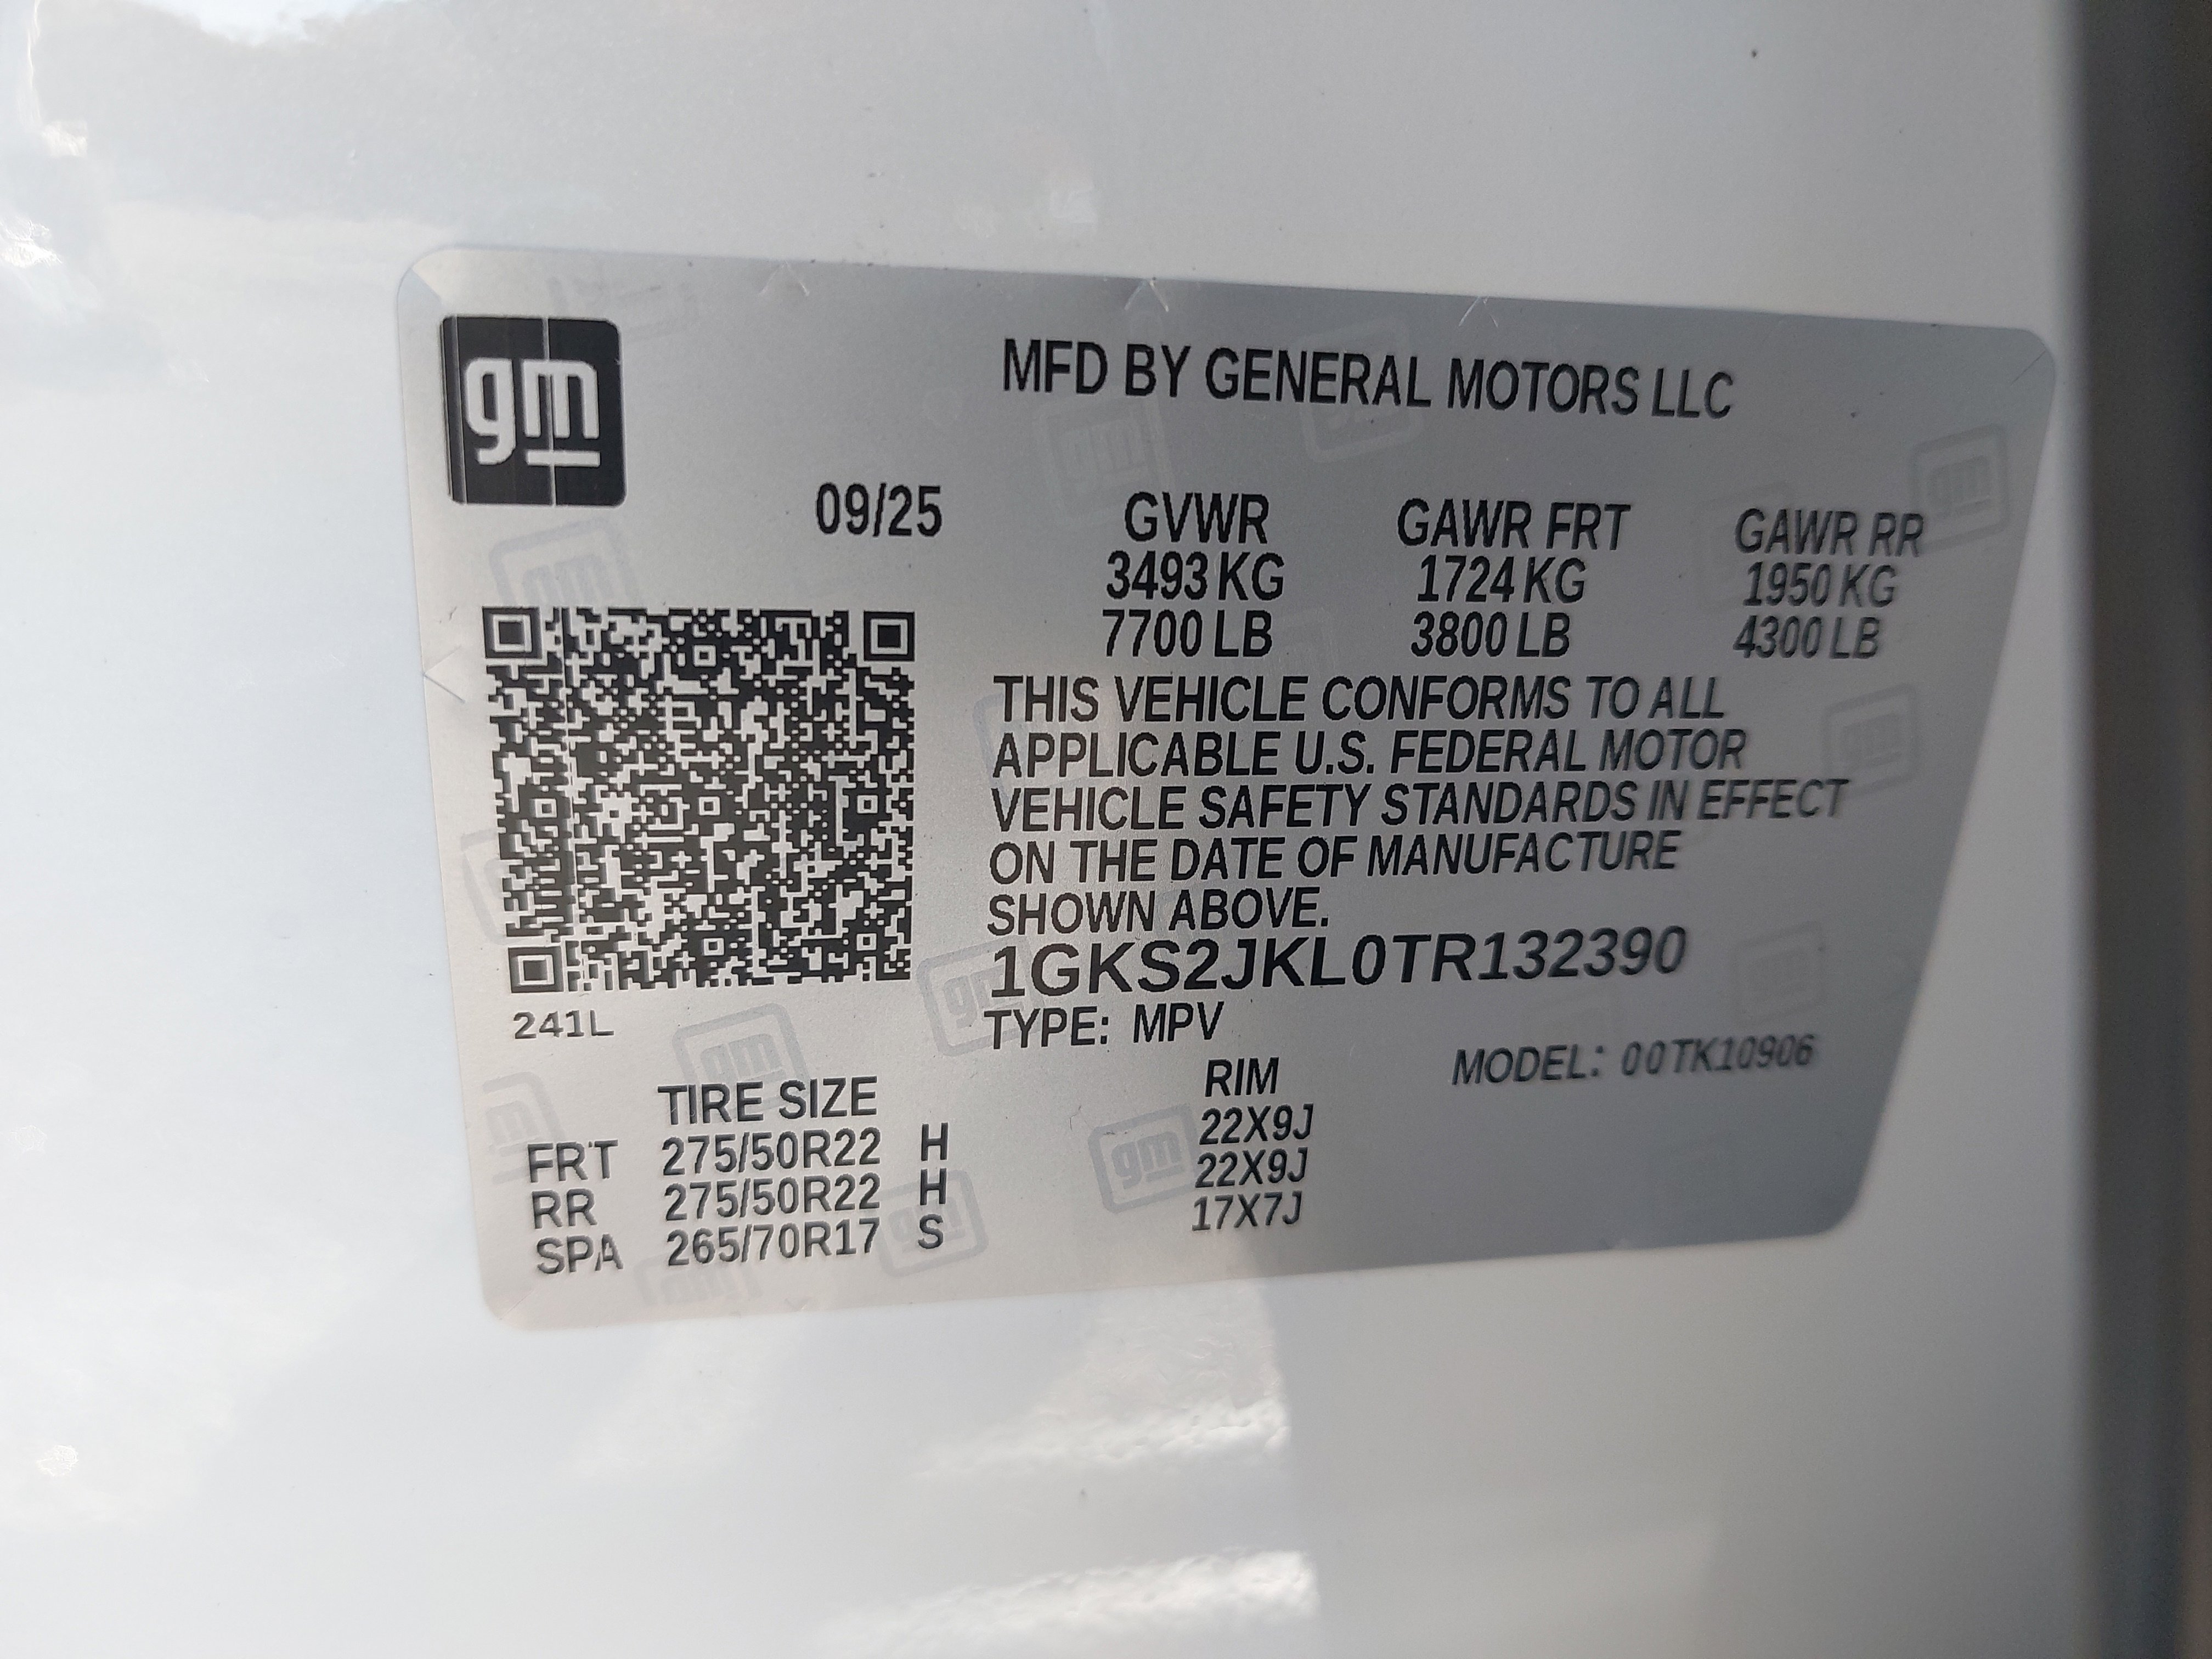 gm
MFD BY GENERAL MOTORS LLC
09/25 GVWR GAWR FRT GAWR RR
3493 KG 1724 KG 1950 KG
7700 LB 3800 LB 4300 LB
THIS VEHICLE CONFORMS TO ALL
APPLICABLE U.S. FEDERAL MOTOR
VEHICLE SAFETY STANDARDS IN EFFECT
ON THE DATE OF MANUFACTURE
SHOWN ABOVE.
1GKS2JKL0TR132390
241L
TYPE: MPV
MODEL: 00TK10906
TIRE SIZE RIM
FRT 275/50R22 H 22X9J
RR 275/50R22 H 22X9J
SPA 265/70R17 S 17X7J